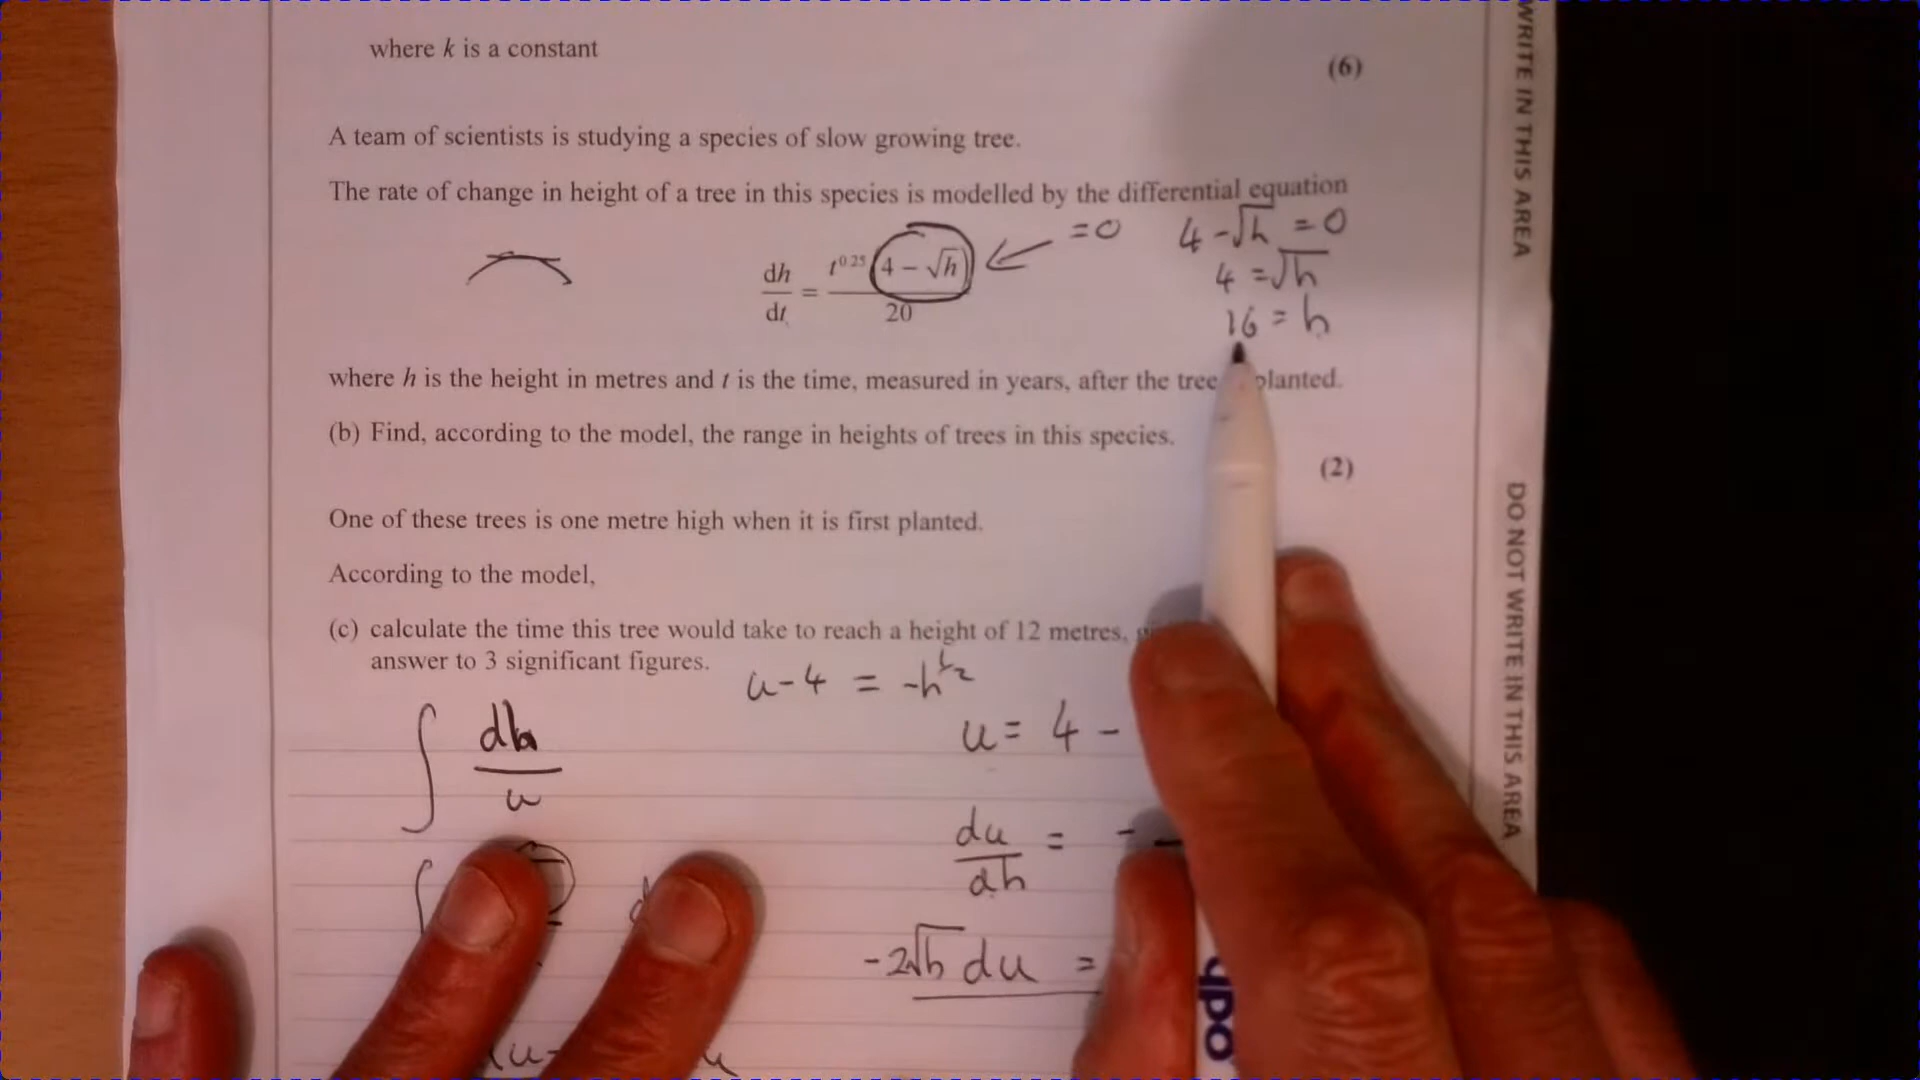 where k is a constant
(6)
A team of scientists is studying a species of slow growing tree.
The rate of change in height of a tree in this species is modelled by the differential equation
dh/dt = t^0.25 (4 − √h) / 20
= 0
4 - √h = 0
4 = √h
16 = h
where h is the height in metres and t is the time, measured in years, after the tree planted.
(b) Find, according to the model, the range in heights of trees in this species.
(2)
One of these trees is one metre high when it is first planted.
According to the model,
(c) calculate the time this tree would take to reach a height of 12 metres,
answer to 3 significant figures.
u - 4 = -h^½
∫ dh/u
u = 4 -
du/dh = -
-2√h du =
WRITE IN THIS AREA
DO NOT WRITE IN THIS AREA